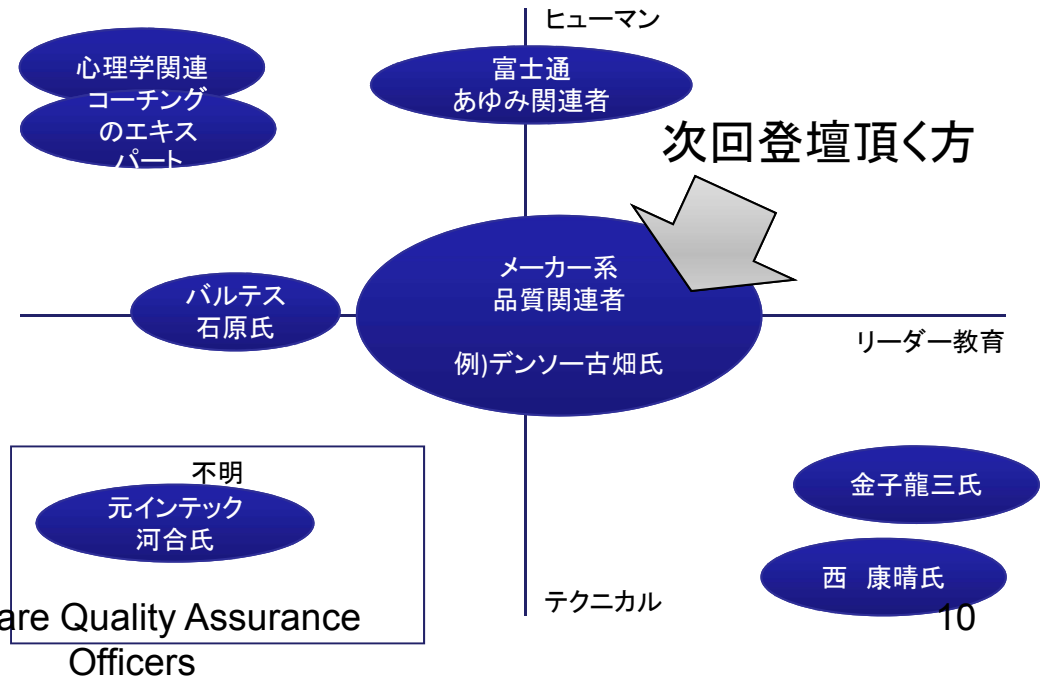 ヒューマン
心理学関連
コーチング
のエキス
パート
富士通
あゆみ関連者
次回登壇頂く方
メーカー系
品質関連者
例)デンソー古畑氏
バルテス
石原氏
リーダー教育
不明
元インテック
河合氏
金子龍三氏
西 康晴氏
テクニカル
are Quality Assurance
Officers
10